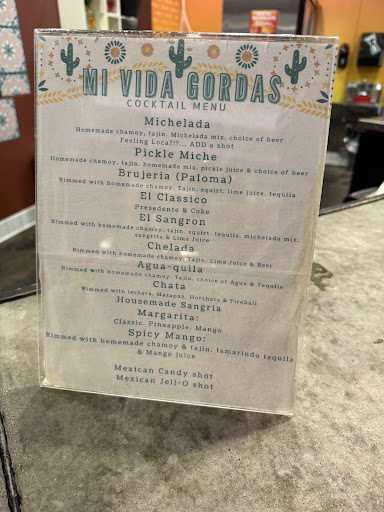 MI VIDA GORDAS
COCKTAIL MENU
Michelada
Homemade chamoy, tajin, Michelada mix, choice of beer
Feeling Loca?!?... ADD a shot
Pickle Miche
Homemade chamoy, tajin, homemade mix, pickle juice & choice of beer
Brujeria (Paloma)
Rimmed with homemade chamoy, Tajin, squirt, lime juice, tequila
El Classico
Presedente & Coke
El Sangron
Rimmed with homemade chamoy, tajin, squirt, tequila, michelada mix,
sangrita & Lime Juice
Chelada
Rimmed with homemade chamoy, Tajin, Lime Juice & Beer
Agua-quila
Rimmed with homemade chamoy, Tajin, choice of Agua & Tequila
Chata
Rimmed with lechera, Mazapan, Horchata & Fireball
Housemade Sangria
Margarita:
Classic, Pineapple, Mango
Spicy Mango:
Rimmed with homemade chamoy & tajin, tamarindo tequila
& Mango juice
Mexican Candy shot
Mexican Jell-O shot